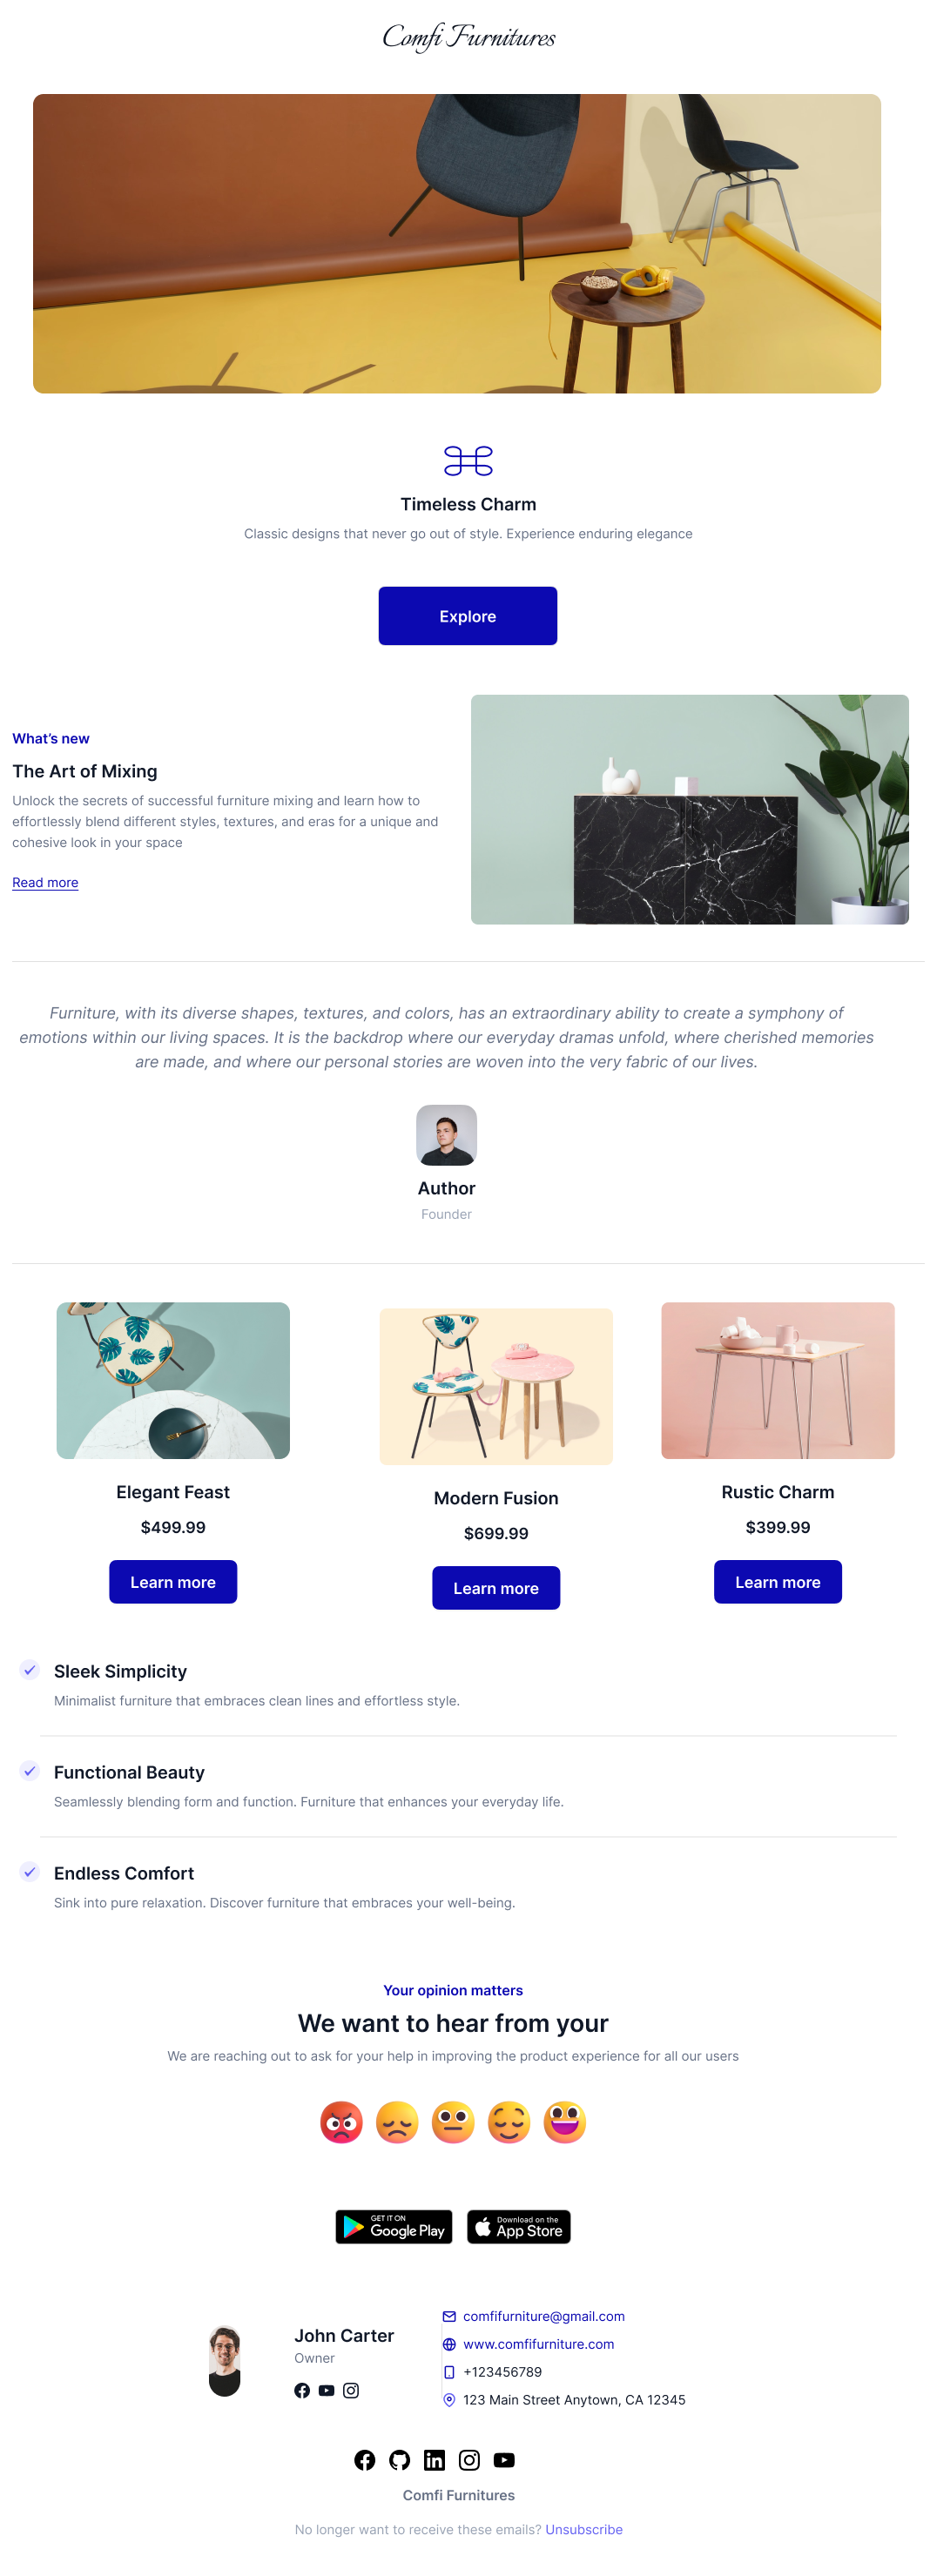 Comfi Furnitures
Timeless Charm
Classic designs that never go out of style. Experience enduring elegance
Explore
What's new
The Art of Mixing
Unlock the secrets of successful furniture mixing and learn how to
effortlessly blend different styles, textures, and eras for a unique and
cohesive look in your space
Read more
Furniture, with its diverse shapes, textures, and colors, has an extraordinary ability to create a symphony of
emotions within our living spaces. It is the backdrop where our everyday dramas unfold, where cherished memories
are made, and where our personal stories are woven into the very fabric of our lives.
Author
Founder
Elegant Feast
$499.99
Learn more
Modern Fusion
$699.99
Learn more
Rustic Charm
$399.99
Learn more
Sleek Simplicity
Minimalist furniture that embraces clean lines and effortless style.
Functional Beauty
Seamlessly blending form and function. Furniture that enhances your everyday life.
Endless Comfort
Sink into pure relaxation. Discover furniture that embraces your well-being.
Your opinion matters
We want to hear from your
We are reaching out to ask for your help in improving the product experience for all our users
GET IT ON
Google Play
Download on the
App Store
John Carter
Owner
comfifurniture@gmail.com
www.comfifurniture.com
+123456789
123 Main Street Anytown, CA 12345
Comfi Furnitures
No longer want to receive these emails? Unsubscribe